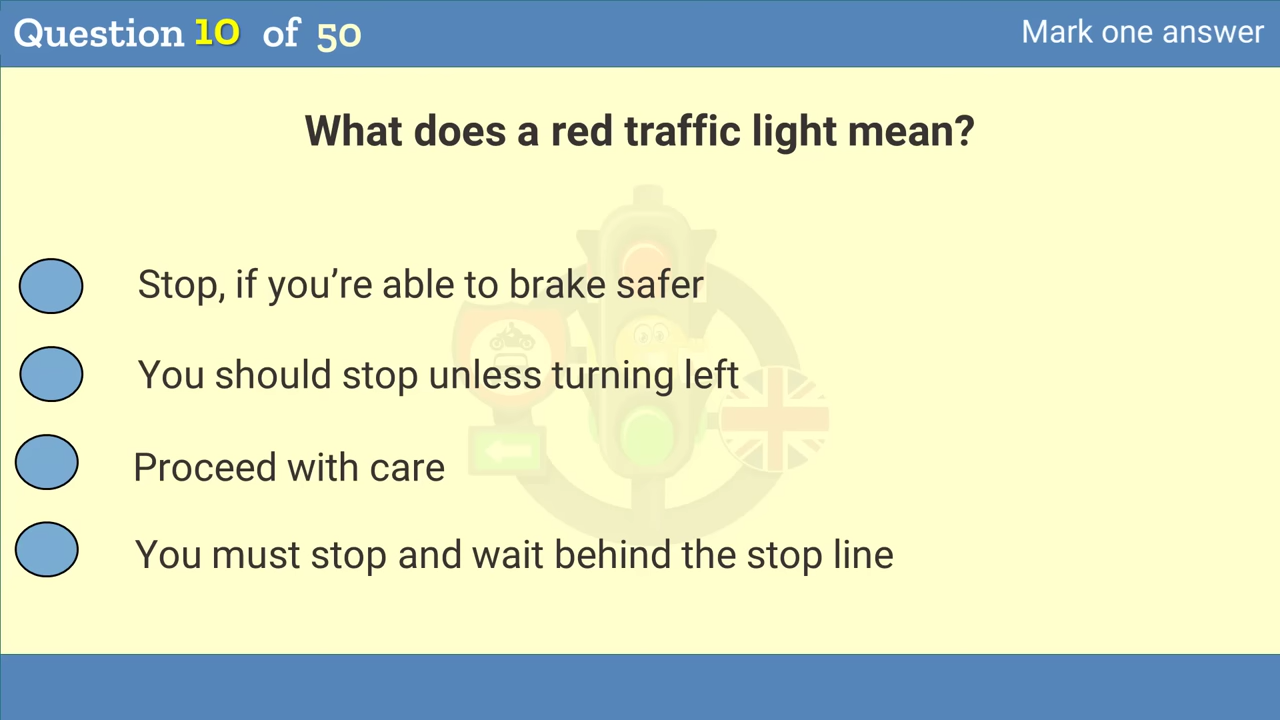 Question 10 of 50
Mark one answer
What does a red traffic light mean?
Stop, if you’re able to brake safer
You should stop unless turning left
Proceed with care
You must stop and wait behind the stop line